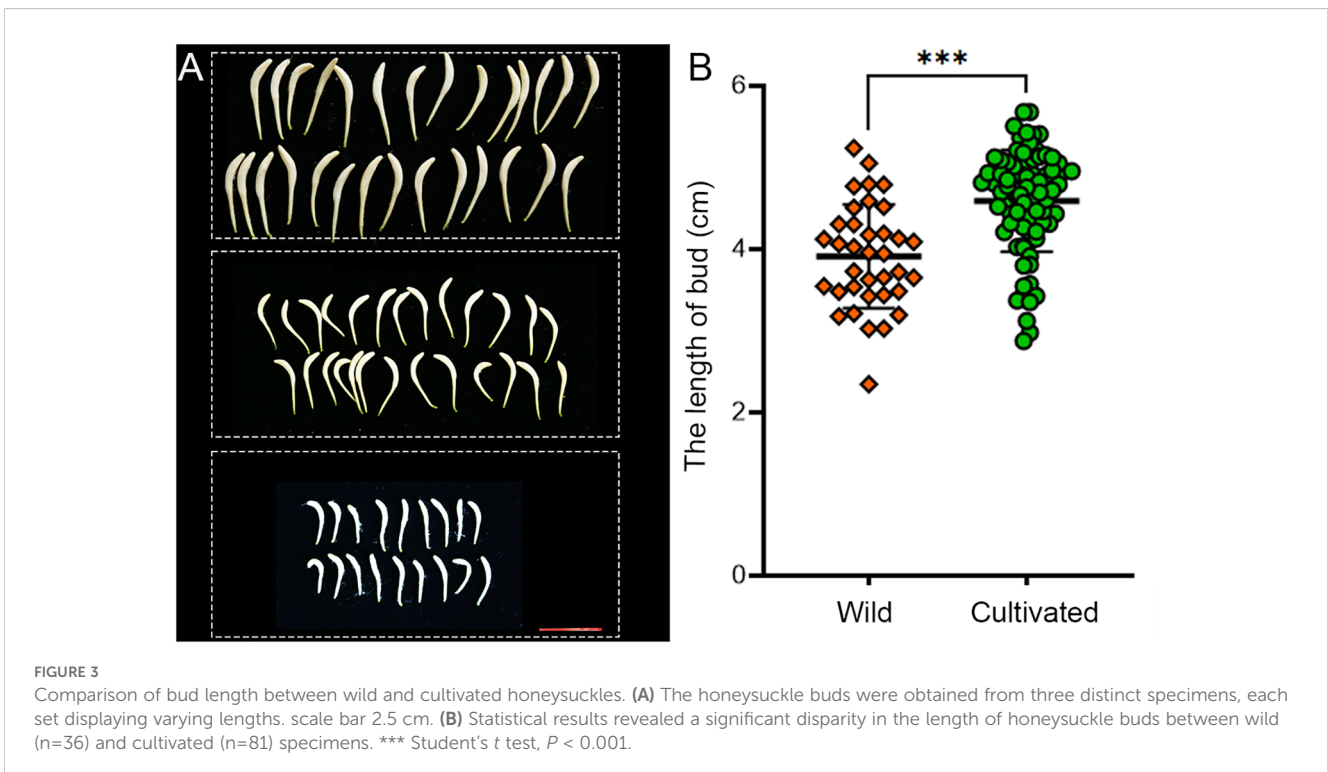 A
B
***
6
4
2
0
The length of bud (cm)
Wild
Cultivated
FIGURE 3
Comparison of bud length between wild and cultivated honeysuckles. (A) The honeysuckle buds were obtained from three distinct specimens, each
set displaying varying lengths. scale bar 2.5 cm. (B) Statistical results revealed a significant disparity in the length of honeysuckle buds between wild
(n=36) and cultivated (n=81) specimens. *** Student's t test, P < 0.001.